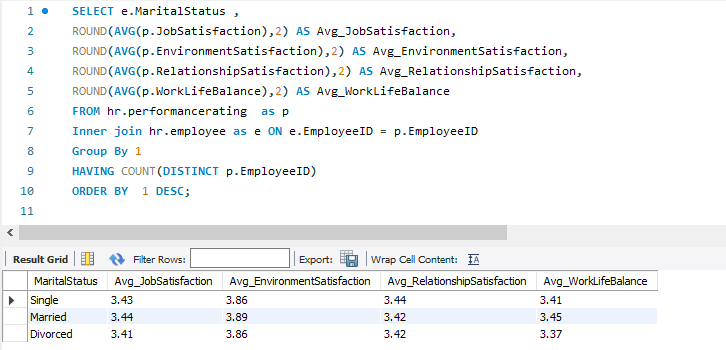 1 SELECT e.MaritalStatus ,
2 ROUND(AVG(p.JobSatisfaction),2) AS Avg_JobSatisfaction,
3 ROUND(AVG(p.EnvironmentSatisfaction),2) AS Avg_EnvironmentSatisfaction,
4 ROUND(AVG(p.RelationshipSatisfaction),2) AS Avg_RelationshipSatisfaction,
5 ROUND(AVG(p.WorkLifeBalance),2) AS Avg_WorkLifeBalance
6 FROM hr.performancerating as p
7 Inner join hr.employee as e ON e.EmployeeID = p.EmployeeID
8 Group By 1
9 HAVING COUNT(DISTINCT p.EmployeeID)
10 ORDER BY 1 DESC;
11
Result Grid Filter Rows: Export: Wrap Cell Content: IA
MaritalStatus Avg_JobSatisfaction Avg_EnvironmentSatisfaction Avg_RelationshipSatisfaction Avg_WorkLifeBalance
Single 3.43 3.86 3.44 3.41
Married 3.44 3.89 3.42 3.45
Divorced 3.41 3.86 3.42 3.37